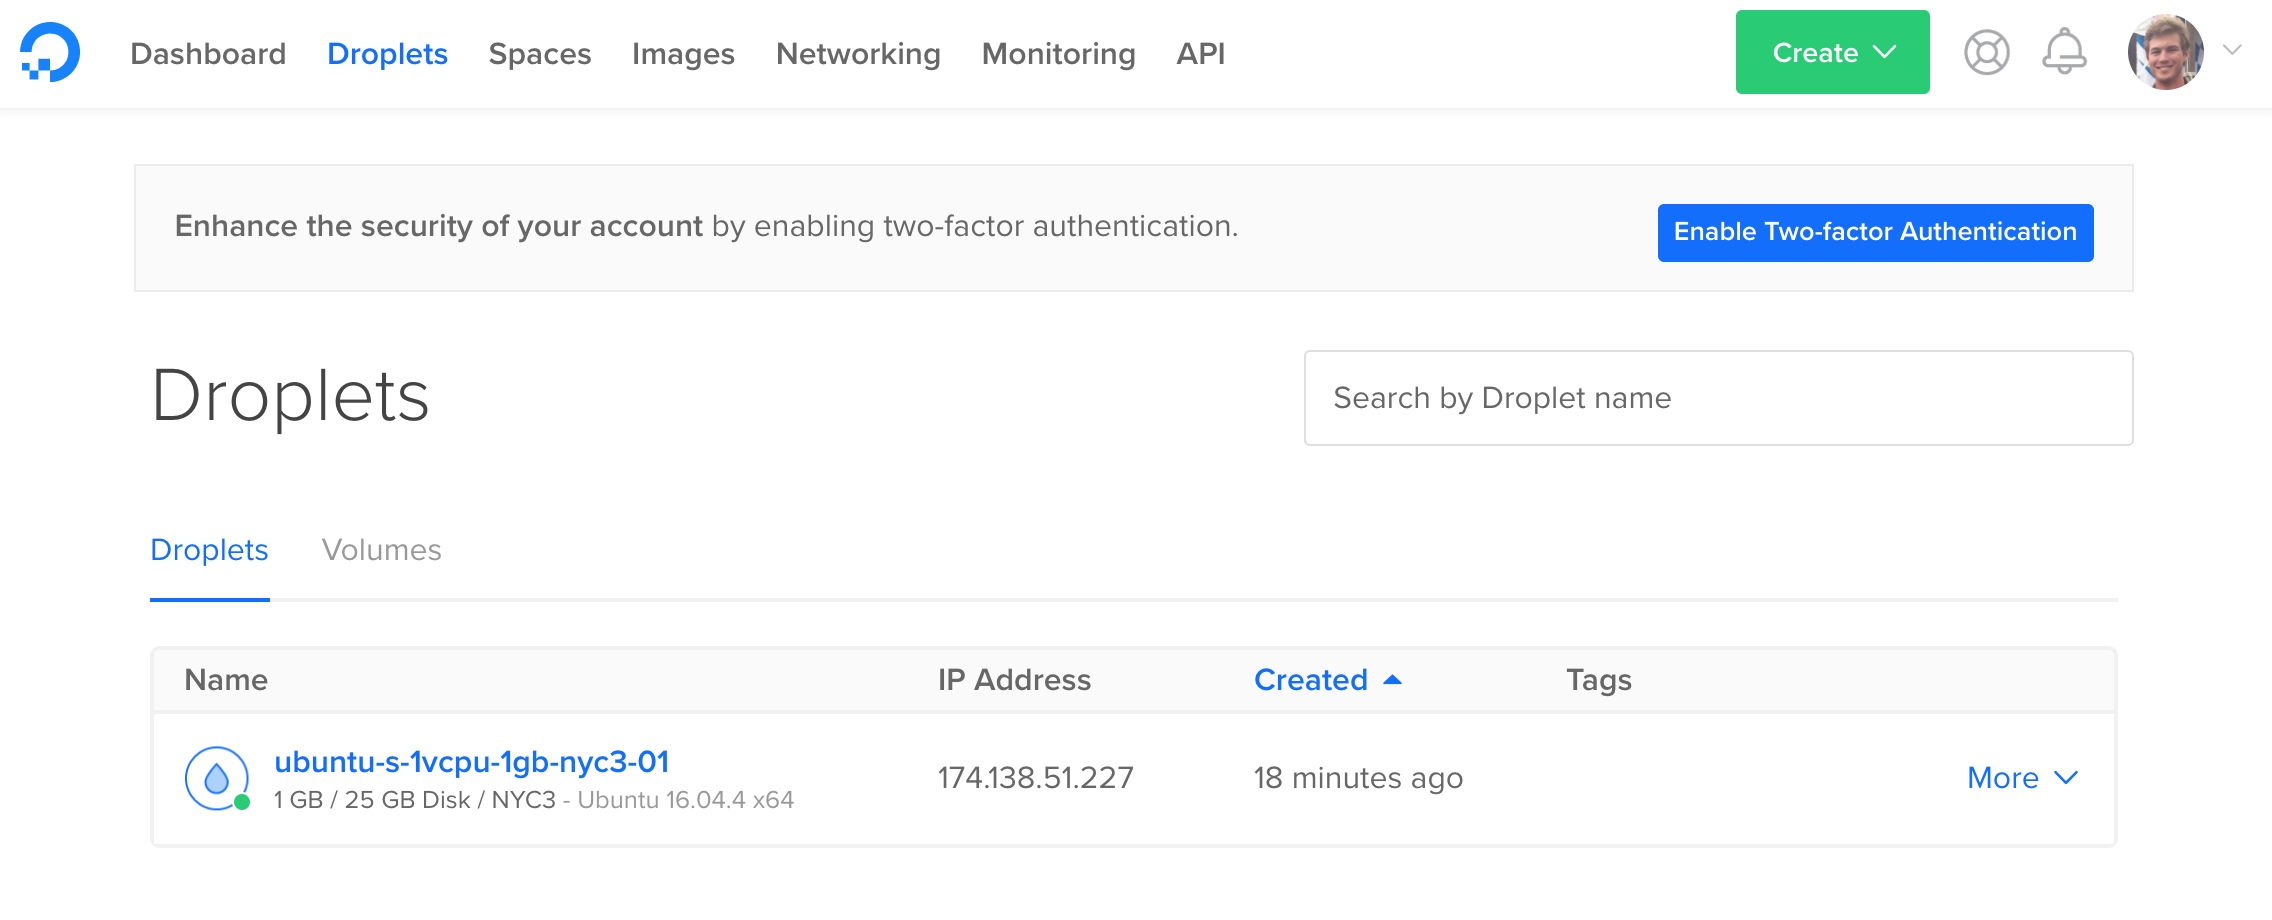 Dashboard Droplets Spaces Images Networking Monitoring API Create
Enhance the security of your account by enabling two-factor authentication. Enable Two-factor Authentication
Droplets Search by Droplet name
Droplets Volumes
Name IP Address Created Tags
ubuntu-s-1vcpu-1gb-nyc3-01
1 GB / 25 GB Disk / NYC3 - Ubuntu 16.04.4 x64
174.138.51.227 18 minutes ago More